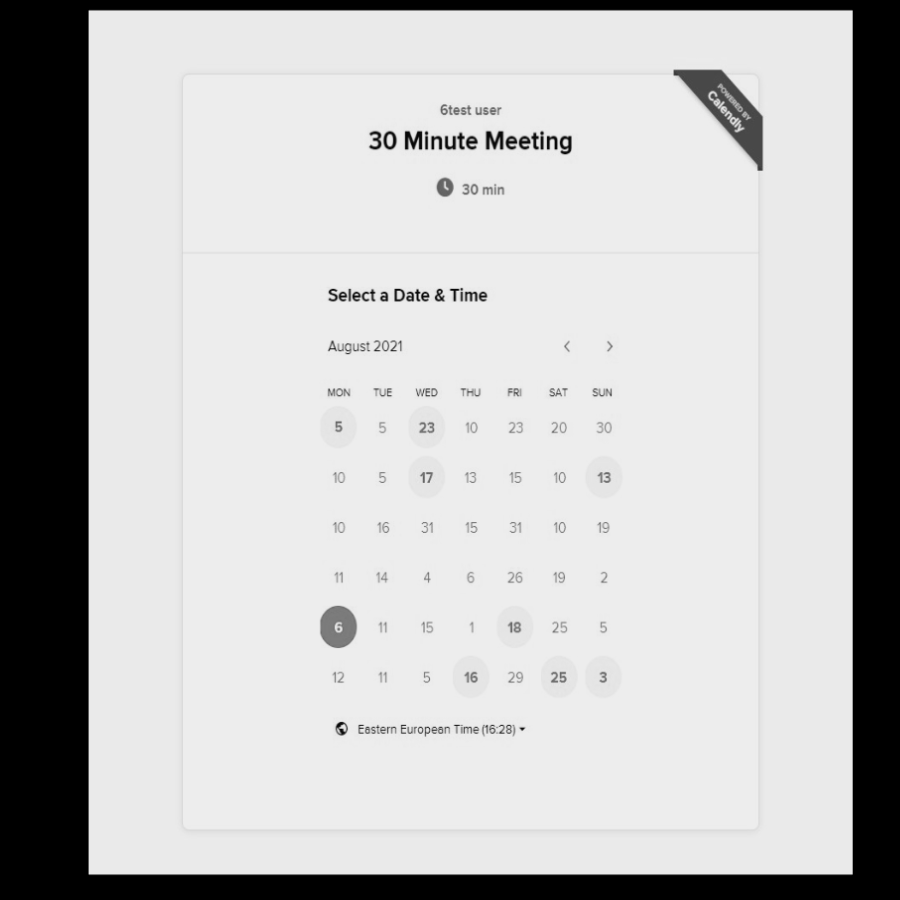 6test user
POWERED BY
Calendly
30 Minute Meeting
30 min
Select a Date & Time
August 2021
MON TUE WED THU FRI SAT SUN
5 5 23 10 23 20 30
10 5 17 13 15 10 13
10 16 31 15 31 10 19
11 14 4 6 26 19 2
6 11 15 1 18 25 5
12 11 5 16 29 25 3
Eastern European Time (16:28)